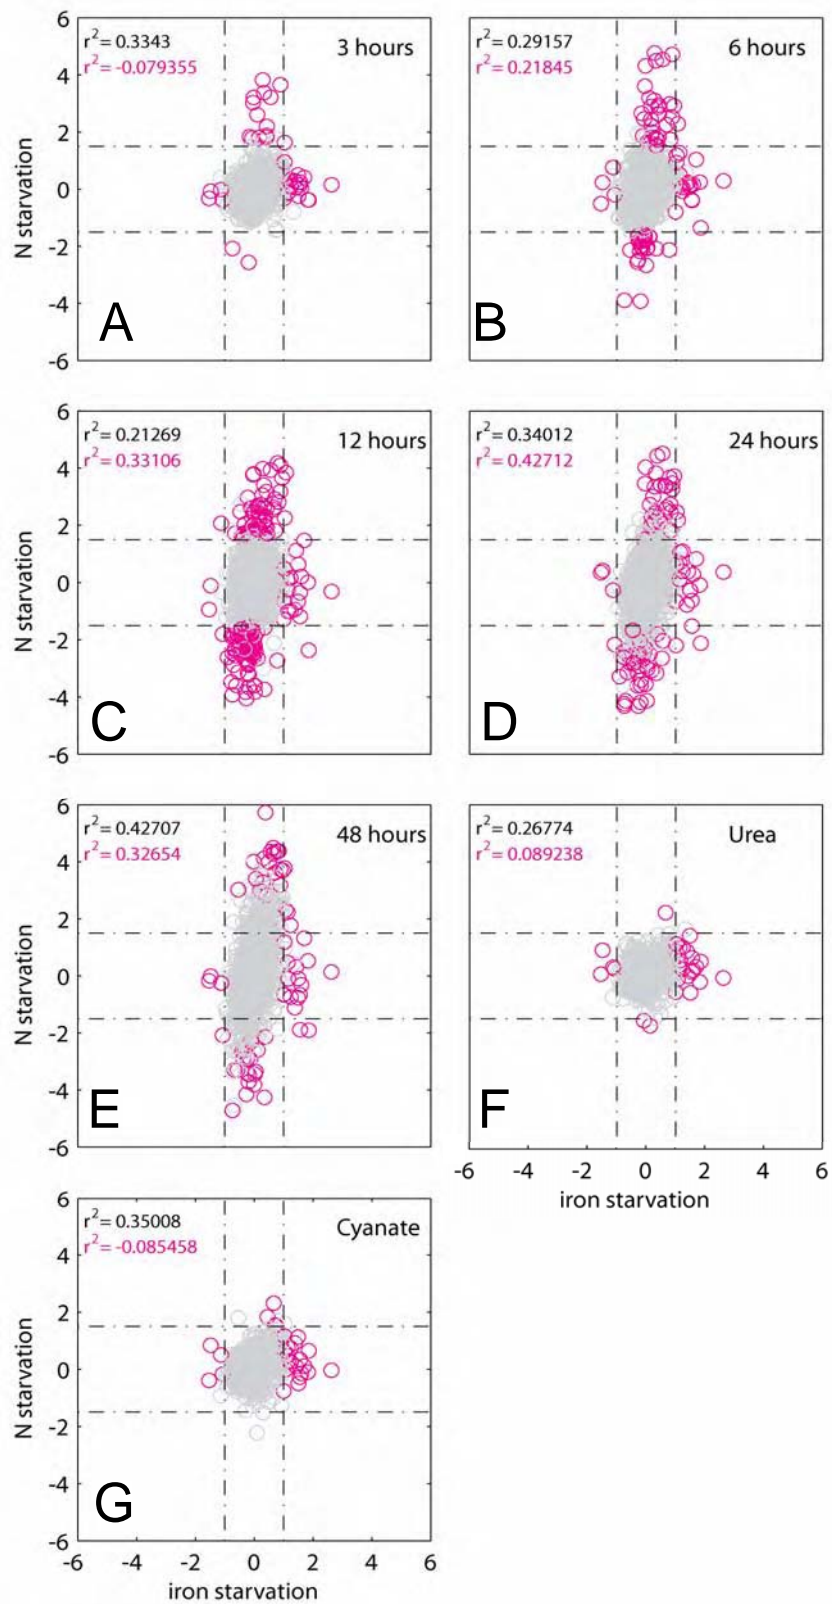 6
r² = 0.3343
3 hours
r² = -0.079355
4
2
N starvation
0
-2
A
-4
-6
r² = 0.29157
6 hours
r² = 0.21845
B
6
r² = 0.21269
12 hours
r² = 0.33106
4
2
N starvation
0
-2
-4
C
-6
r² = 0.34012
24 hours
r² = 0.42712
D
6
r² = 0.42707
48 hours
r² = 0.32654
4
2
N starvation
0
-2
-4
E
-6
r² = 0.26774
Urea
r² = 0.089238
F
-6 -4 -2 0 2 4 6
iron starvation
6
r² = 0.35008
Cyanate
r² = -0.085458
4
2
N starvation
0
-2
-4
G
-6
-6 -4 -2 0 2 4 6
iron starvation